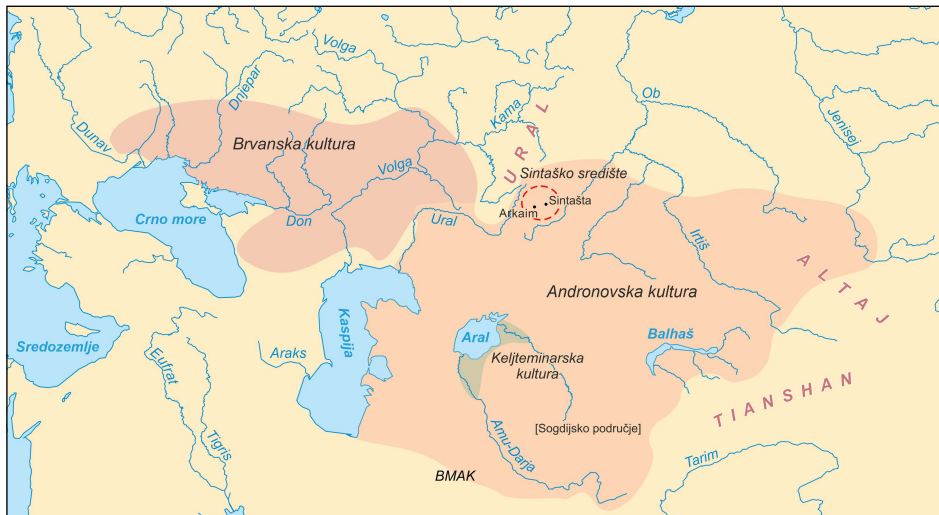 Volga
Kama
Ob
Dnjepar
Dunav
Jenisej
Brvanska kultura
URAL
Volga
Sintaško središte
Sintašta
Arkaim
Crno more
Don
Ural
Irtiš
ALTAJ
Andronovska kultura
Sredozemlje
Kaspija
Aral
Balhaš
Eufrat
Araks
Keljteminarska
kultura
TIANSHAN
Tigris
Amu-Darja
[Sogdijsko područje]
BMAK
Tarim